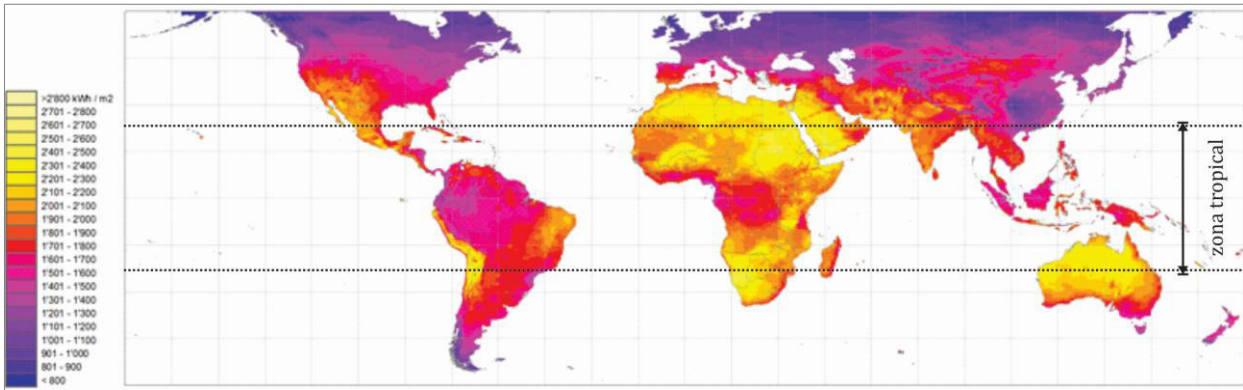 >2'800 kWh / m2
2'701 - 2'800
2'601 - 2'700
2'501 - 2'600
2'401 - 2'500
2'301 - 2'400
2'201 - 2'300
2'101 - 2'200
2'001 - 2'100
1'901 - 2'000
1'801 - 1'900
1'701 - 1'800
1'601 - 1'700
1'501 - 1'600
1'401 - 1'500
1'301 - 1'400
1'201 - 1'300
1'101 - 1'200
1'001 - 1'100
901 - 1'000
801 - 900
< 800
zona tropical